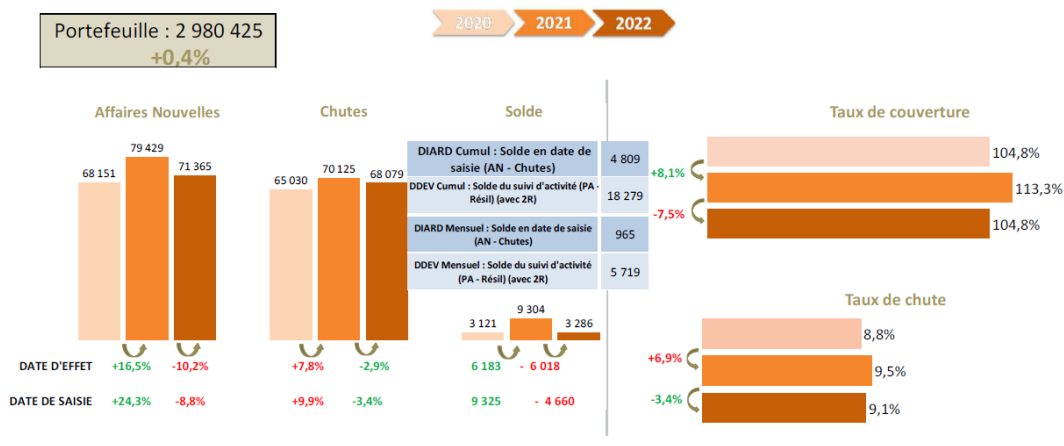 Portefeuille : 2 980 425
+0,4%
2020
2021
2022
Affaires Nouvelles
68 151
79 429
71 365
Chutes
65 030
70 125
68 079
Solde
DIARD Cumul : Solde en date de
saisie (AN - Chutes)
4 809
DDEV Cumul : Solde du suivi d'activité (PA -
Résil) (avec 2R)
18 279
DIARD Mensuel : Solde en date de saisie
(AN - Chutes)
965
DDEV Mensuel : Solde du suivi d'activité
(PA - Résil) (avec 2R)
5 719
3 121
9 304
3 286
DATE D'EFFET
+16,5%
-10,2%
+7,8%
-2,9%
6 183
- 6 018
DATE DE SAISIE
+24,3%
-8,8%
+9,9%
-3,4%
9 325
- 4 660
Taux de couverture
104,8%
+8,1%
113,3%
-7,5%
104,8%
Taux de chute
8,8%
+6,9%
9,5%
-3,4%
9,1%